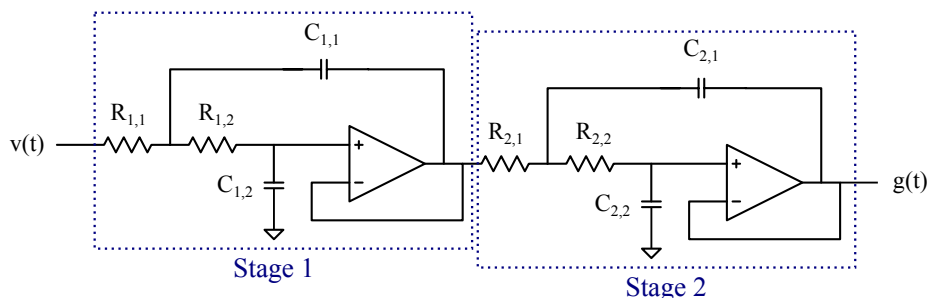 C1,1
R1,1
R1,2
v(t)
+
−
C1,2
Stage 1
C2,1
R2,1
R2,2
+
−
C2,2
g(t)
Stage 2